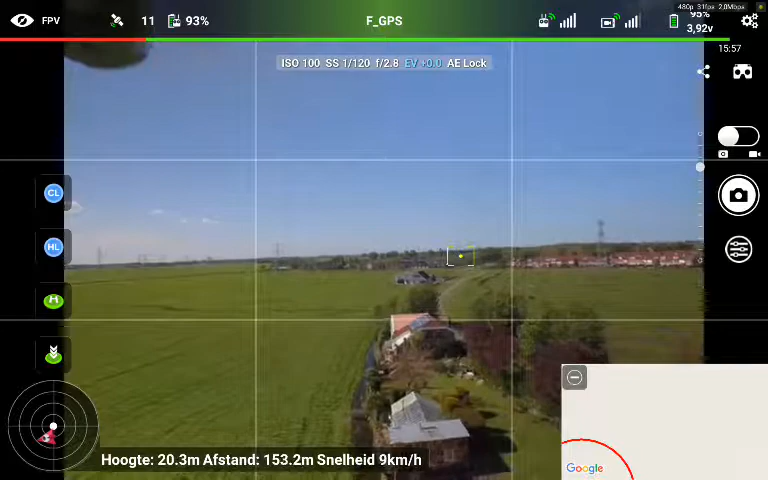 480p 31fps 2,0Mbps
FPV 11 93% F_GPS 95%
3,92v
15:57
ISO 100 SS 1/120 f/2.8 EV +0.0 AE Lock
CL
HL
H
Hoogte: 20.3m Afstand: 153.2m Snelheid 9km/h
Google